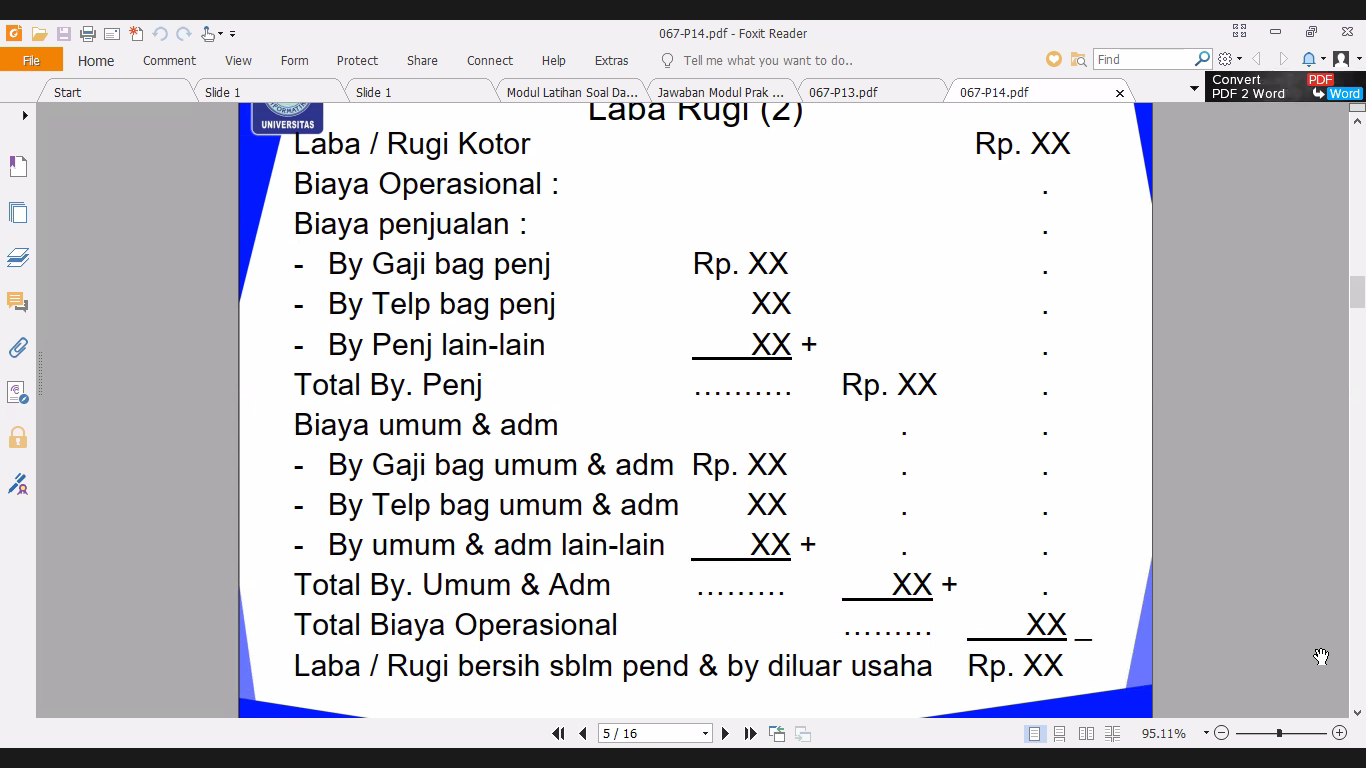 067-P14.pdf - Foxit Reader
File Home Comment View Form Protect Share Connect Help Extras Tell me what you want to do.. Find
Start Slide 1 Slide 1 Modul Latihan Soal Da... Jawaban Modul Prak ... 067-P13.pdf 067-P14.pdf
Convert PDF
PDF 2 Word Word
UNIVERSITAS
Laba Rugi (2)
Laba / Rugi Kotor Rp. XX
Biaya Operasional : .
Biaya penjualan : .
- By Gaji bag penj Rp. XX .
- By Telp bag penj XX .
- By Penj lain-lain XX + .
Total By. Penj ………. Rp. XX .
Biaya umum & adm . .
- By Gaji bag umum & adm Rp. XX . .
- By Telp bag umum & adm XX . .
- By umum & adm lain-lain XX + . .
Total By. Umum & Adm ……… XX + .
Total Biaya Operasional ……… XX _
Laba / Rugi bersih sblm pend & by diluar usaha Rp. XX
5 / 16 95.11%